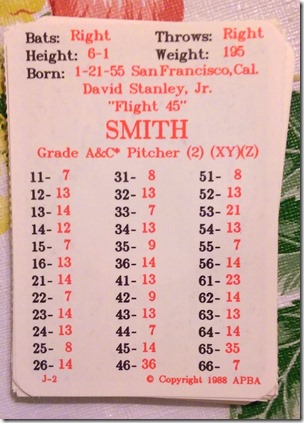 Bats: Right Throws: Right
Height: 6-1 Weight: 195
Born: 1-21-55 San Francisco, Cal.
David Stanley, Jr.
"Flight 45"
SMITH
Grade A&C* Pitcher (2) (XY)(Z)
11- 7 31- 8 51- 8
12- 13 32- 13 52- 13
13- 14 33- 7 53- 21
14- 12 34- 13 54- 13
15- 7 35- 9 55- 7
16- 13 36- 14 56- 14
21- 14 41- 13 61- 23
22- 7 42- 9 62- 13
23- 14 43- 13 63- 13
24- 13 44- 7 64- 14
25- 8 45- 14 65- 35
26- 14 46- 36 66- 7
J-2 © Copyright 1988 APBA